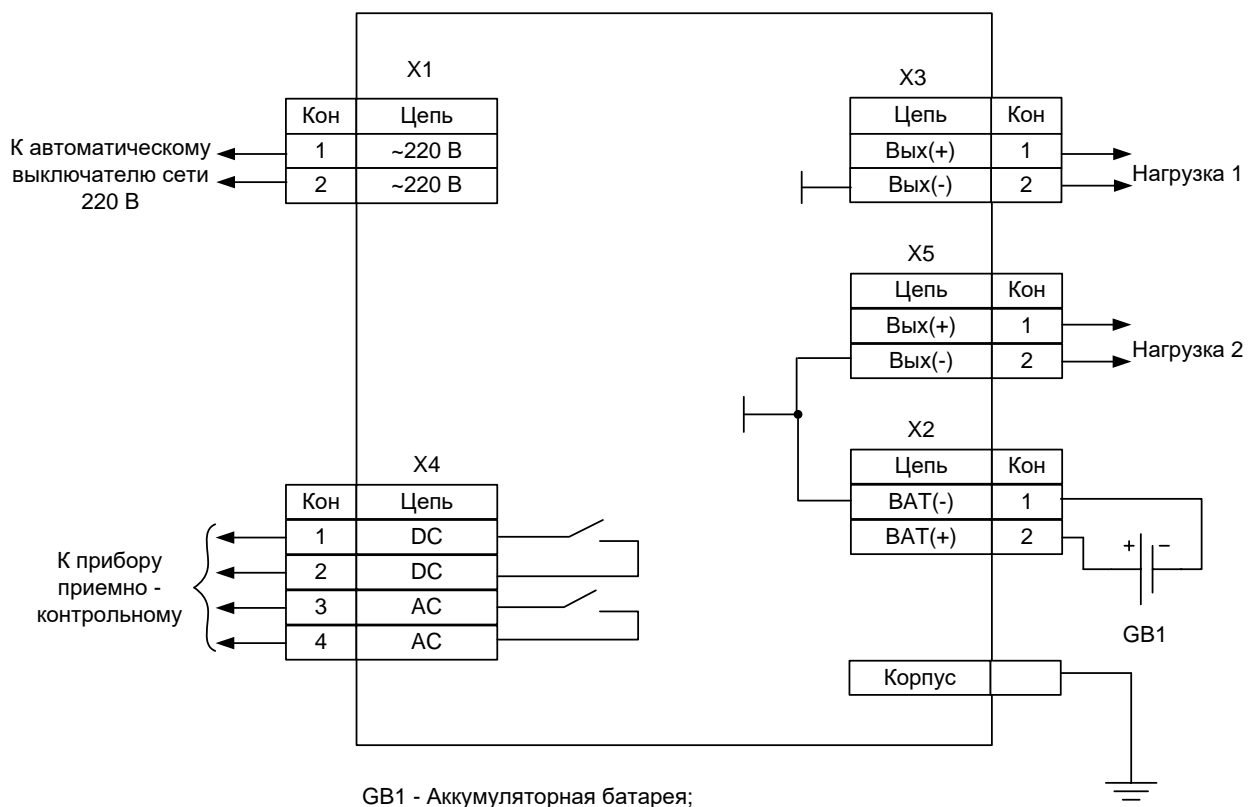 X1
Кон Цепь
1 ~220 В
2 ~220 В
К автоматическому
выключателю сети
220 В
X3
Цепь Кон
Вых(+) 1
Вых(-) 2
Нагрузка 1
X5
Цепь Кон
Вых(+) 1
Вых(-) 2
Нагрузка 2
X2
Цепь Кон
BAT(-) 1
BAT(+) 2
+ −
GB1
X4
Кон Цепь
1 DC
2 DC
3 AC
4 AC
К прибору
приемно -
контрольному
Корпус
GB1 - Аккумуляторная батарея;